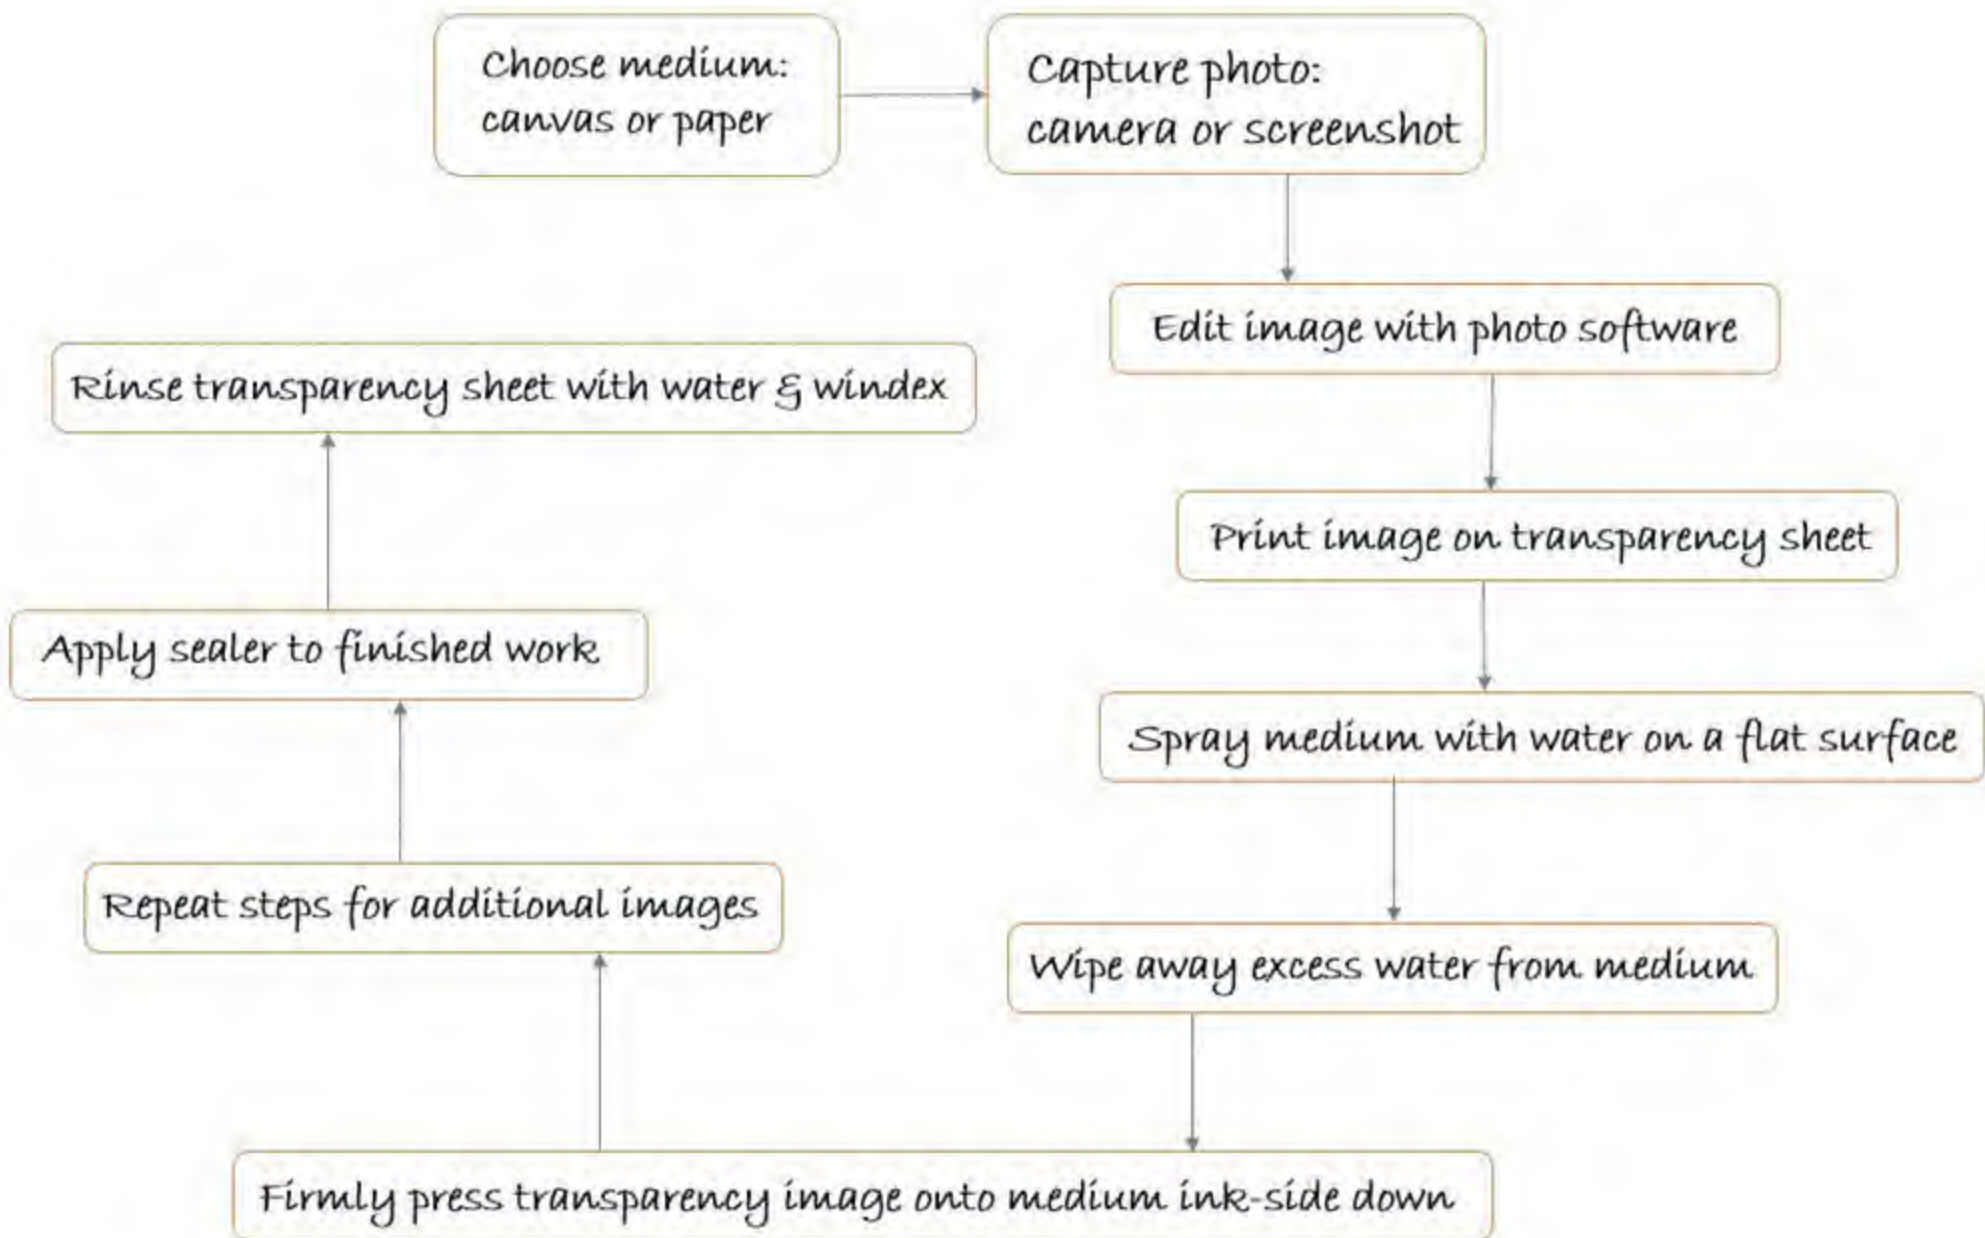 Choose medium:
canvas or paper
Capture photo:
camera or screenshot
Edit image with photo software
Print image on transparency sheet
Spray medium with water on a flat surface
Wipe away excess water from medium
Firmly press transparency image onto medium ink-side down
Repeat steps for additional images
Apply sealer to finished work
Rinse transparency sheet with water & windex